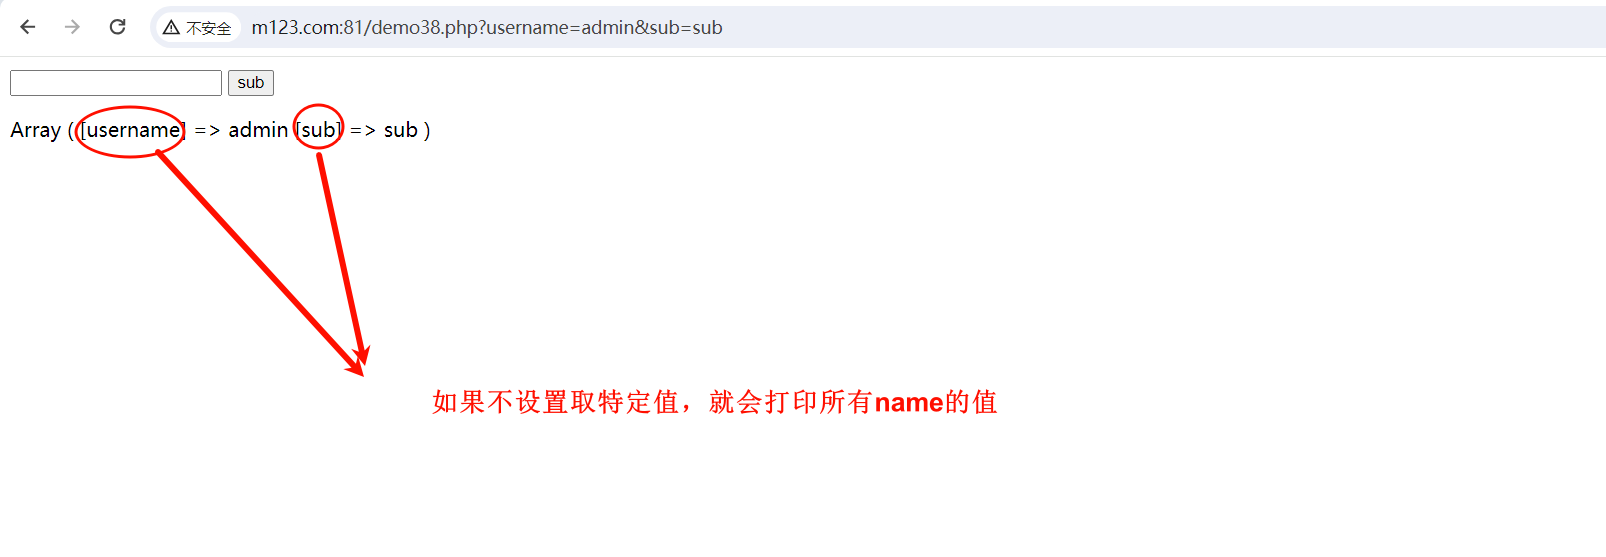 不安全 m123.com:81/demo38.php?username=admin&sub=sub
sub
Array ( [username] => admin [sub] => sub )
如果不设置取特定值，就会打印所有name的值